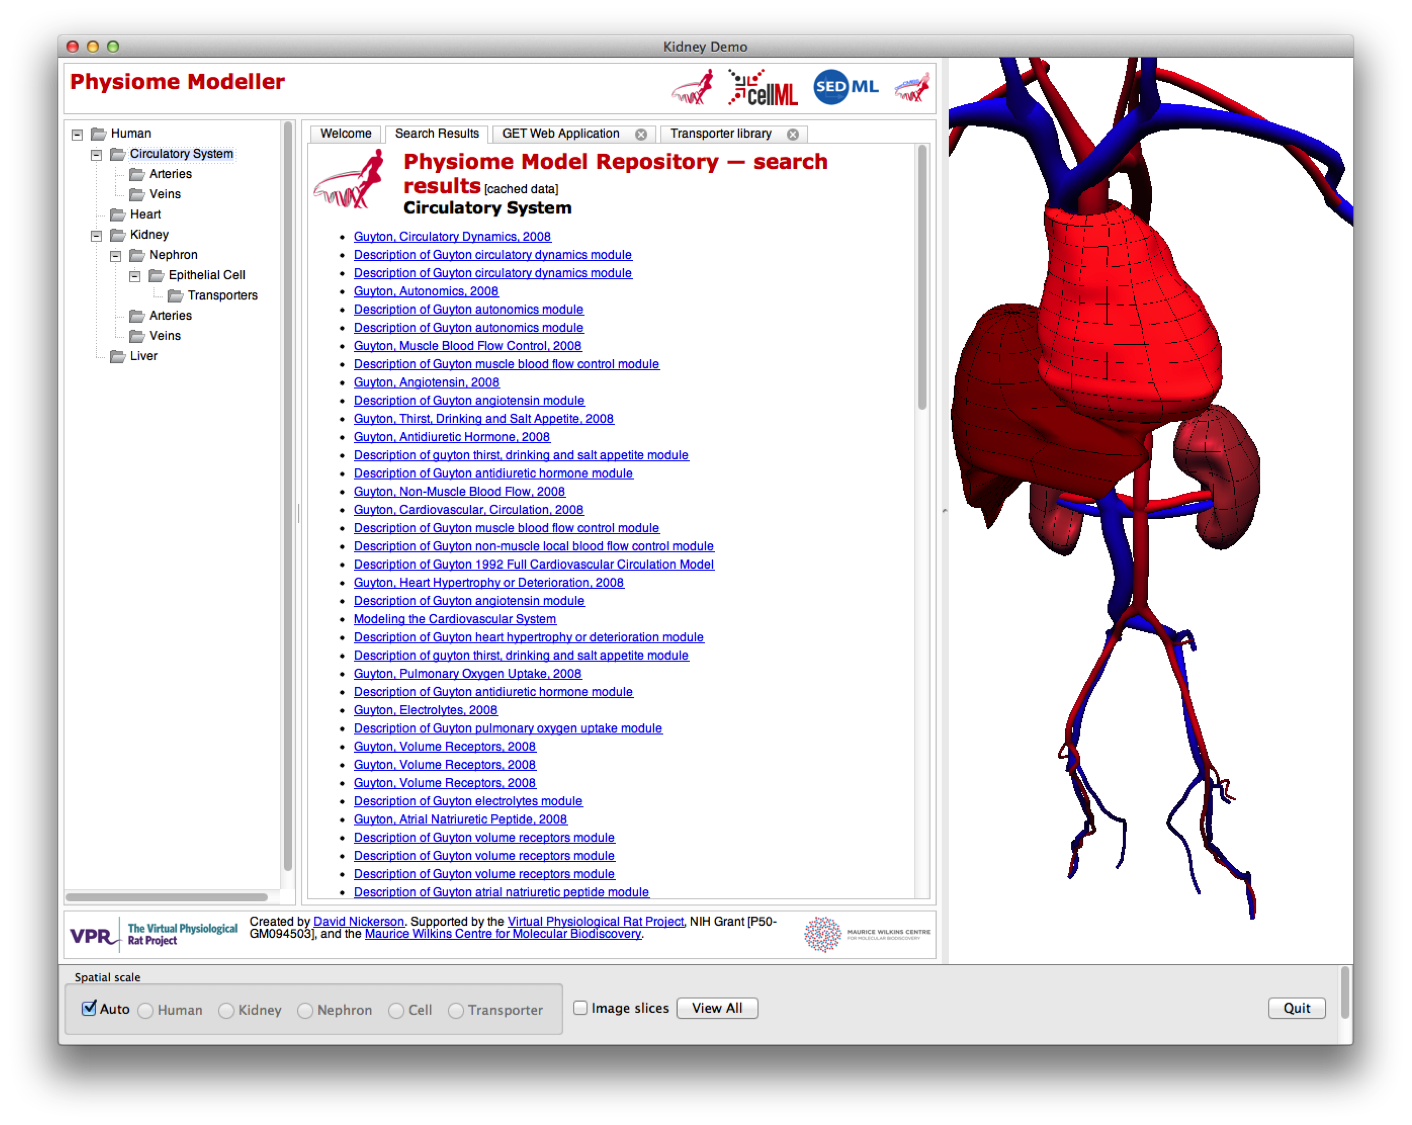 Kidney Demo
Physiome Modeller
cellML
SED ML
Human
Circulatory System
Arteries
Veins
Heart
Kidney
Nephron
Epithelial Cell
Transporters
Arteries
Veins
Liver
Welcome
Search Results
GET Web Application
Transporter library
Physiome Model Repository — search
results [cached data]
Circulatory System
Guyton, Circulatory Dynamics, 2008
Description of Guyton circulatory dynamics module
Description of Guyton circulatory dynamics module
Guyton, Autonomics, 2008
Description of Guyton autonomics module
Description of Guyton autonomics module
Guyton, Muscle Blood Flow Control, 2008
Description of Guyton muscle blood flow control module
Guyton, Angiotensin, 2008
Description of Guyton angiotensin module
Guyton, Thirst, Drinking and Salt Appetite, 2008
Guyton, Antidiuretic Hormone, 2008
Description of guyton thirst, drinking and salt appetite module
Description of Guyton antidiuretic hormone module
Guyton, Non-Muscle Blood Flow, 2008
Guyton, Cardiovascular, Circulation, 2008
Description of Guyton muscle blood flow control module
Description of Guyton non-muscle local blood flow control module
Description of Guyton 1992 Full Cardiovascular Circulation Model
Guyton, Heart Hypertrophy or Deterioration, 2008
Description of Guyton angiotensin module
Modeling the Cardiovascular System
Description of Guyton heart hypertrophy or deterioration module
Description of guyton thirst, drinking and salt appetite module
Guyton, Pulmonary Oxygen Uptake, 2008
Description of Guyton antidiuretic hormone module
Guyton, Electrolytes, 2008
Description of Guyton pulmonary oxygen uptake module
Guyton, Volume Receptors, 2008
Guyton, Volume Receptors, 2008
Guyton, Volume Receptors, 2008
Description of Guyton electrolytes module
Guyton, Atrial Natriuretic Peptide, 2008
Description of Guyton volume receptors module
Description of Guyton volume receptors module
Description of Guyton volume receptors module
Description of Guyton atrial natriuretic peptide module
VPR
The Virtual Physiological
Rat Project
Created by David Nickerson. Supported by the Virtual Physiological Rat Project, NIH Grant [P50-
GM094503], and the Maurice Wilkins Centre for Molecular Biodiscovery.
MAURICE WILKINS CENTRE
FOR MOLECULAR BIODISCOVERY
Spatial scale
Auto
Human
Kidney
Nephron
Cell
Transporter
Image slices
View All
Quit